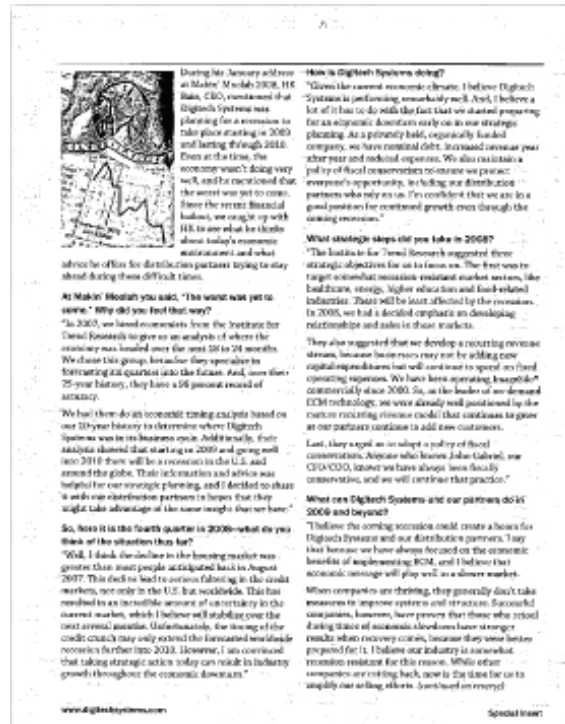 During his January address
at Makin' Moolah 2008, HK
Bain, CEO, mentioned that
Digitech Systems was
planning for a recession to
take place starting in 2009
and lasting through 2010.
Even at the time, the
economy wasn't doing very
well, and he mentioned that
the worst was yet to come.
Since the recent financial
bailout, we caught up with
HK to see what he thinks
about today's economic
environment and what
advice he offers for distribution partners trying to stay
ahead during these difficult times.
At Makin' Moolah you said, "The worst was yet to
come." Why did you feel that way?
"In 2007, we hired economists from the Institute for
Trend Research to give us an analysis of where the
economy was headed over the next 18 to 24 months.
We chose this group, because they specialize in
forecasting six quarters into the future. And, over their
25-year history, they have a 96 percent record of
accuracy.
We had them do an economic timing analysis based on
our 10-year history to determine where Digitech
Systems was in its business cycle. Additionally, their
analysis showed that starting in 2009 and going well
into 2010 there will be a recession in the U.S. and
around the globe. Their information and advice was
helpful for our strategic planning, and I decided to share
it with our distribution partners in hopes that they
might take advantage of the same insight that we have."
So, here it is the fourth quarter in 2008—what do you
think of the situation thus far?
"Well, I think the decline in the housing market was
greater than most people anticipated back in August
2007. This decline lead to serious faltering in the credit
markets, not only in the U.S. but worldwide. This has
resulted in an incredible amount of uncertainty in the
current market, which I believe will stabilize over the
next several months. Unfortunately, the timing of the
credit crunch may only extend the forecasted worldwide
recession further into 2010. However, I am convinced
that taking strategic action today can result in industry
growth throughout the economic downturn."
How is Digitech Systems doing?
"Given the current economic climate, I believe Digitech
Systems is performing remarkably well. And, I believe a
lot of it has to do with the fact that we started preparing
for an economic downturn early on in our strategic
planning. As a privately held, organically funded
company, we have nominal debt, increased revenue year
after year and reduced expenses. We also maintain a
policy of fiscal conservatism to ensure we protect
everyone's opportunity, including our distribution
partners who rely on us. I'm confident that we are in a
good position for continued growth even through the
coming recession."
What strategic steps did you take in 2008?
"The Institute for Trend Research suggested three
strategic objectives for us to focus on. The first was to
target somewhat recession-resistant market sectors, like
healthcare, energy, higher education and food-related
industries. These will be least affected by the recession.
In 2008, we had a decided emphasis on developing
relationships and sales in those markets.
They also suggested that we develop a recurring revenue
stream, because businesses may not be adding new
capital expenditures but will continue to spend on fixed
operating expenses. We have been operating ImageSilo®
commercially since 2000. So, as the leader of on-demand
ECM technology, we were already well positioned by the
mature recurring revenue model that continues to grow
as our partners continue to add new customers.
Last, they urged us to adopt a policy of fiscal
conservatism. Anyone who knows John Gabriel, our
CFO/COO, knows we have always been fiscally
conservative, and we will continue that practice."
What can Digitech Systems and our partners do in
2009 and beyond?
"I believe the coming recession could create a boom for
Digitech Systems and our distribution partners. I say
that because we have always focused on the economic
benefits of implementing ECM, and I believe that
economic message will play well in a slower market.
When companies are thriving, they generally don't take
measures to improve systems and structure. Successful
companies, however, have proven that those who retool
during times of economic slowdown have stronger
results when recovery comes, because they were better
prepared for it. I believe our industry is somewhat
recession resistant for this reason. While other
companies are cutting back, now is the time for us to
amplify our selling efforts. (continued on reverse)
www.digitechsystems.com
Special Insert